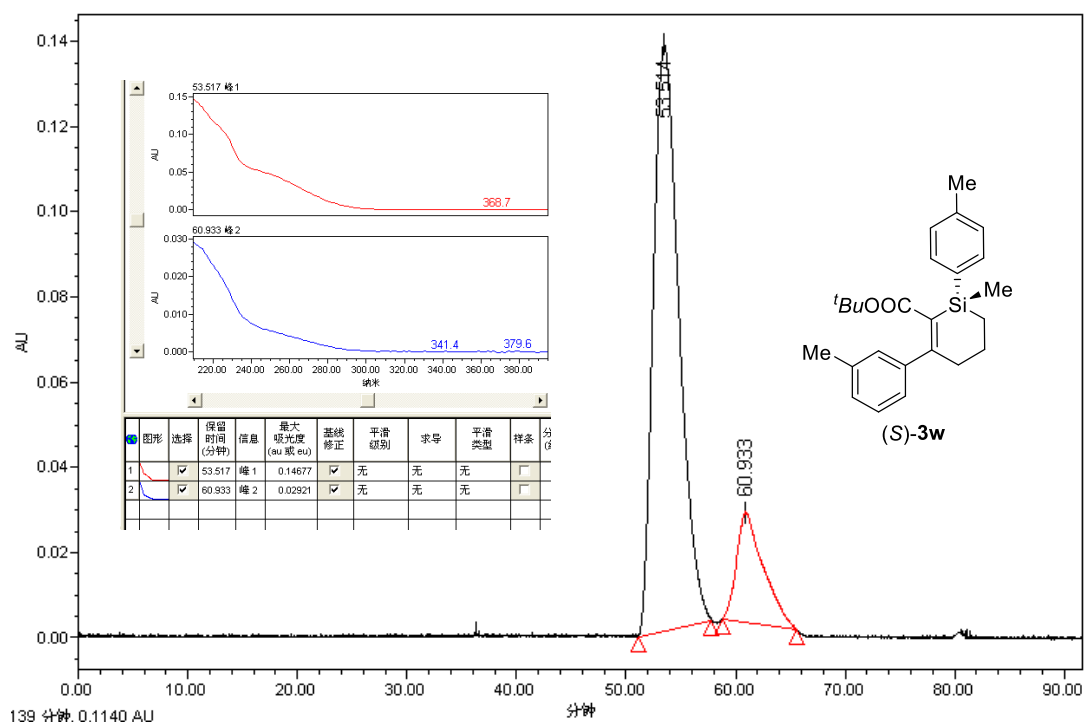 0.14
0.12
0.10
0.08
0.06
0.04
0.02
0.00
AU
0.00 10.00 20.00 30.00 40.00 50.00 60.00 70.00 80.00 90.00
分钟
53.514
60.933
53.517 峰1
0.15
0.10
0.05
0.00
AU
368.7
60.933 峰2
0.030
0.020
0.010
0.000
AU
341.4 379.6
220.00 240.00 260.00 280.00 300.00 320.00 340.00 360.00 380.00
纳米
图形 选择 保留时间(分钟) 信息 最大吸光度(au 或 eu) 基线修正 平滑级别 求导 平滑类型 样条
1 53.517 峰 1 0.14677 无 无 无
2 60.933 峰 2 0.02921 无 无 无
Me
Si Me
tBuOOC
Me
(S)-3w
139 分钟, 0.1140 AU